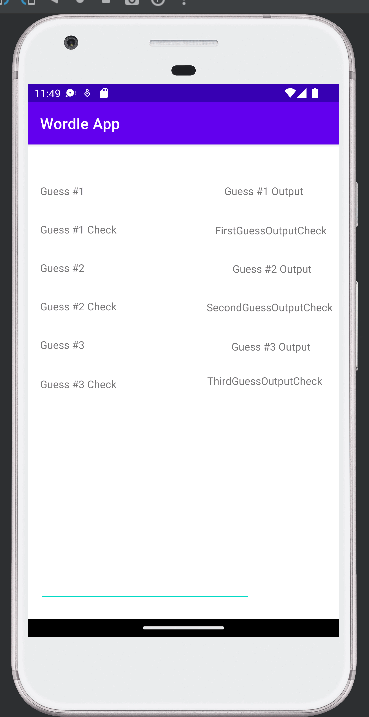 11:49
Wordle App
Guess #1 Guess #1 Output
Guess #1 Check FirstGuessOutputCheck
Guess #2 Guess #2 Output
Guess #2 Check SecondGuessOutputCheck
Guess #3 Guess #3 Output
Guess #3 Check ThirdGuessOutputCheck